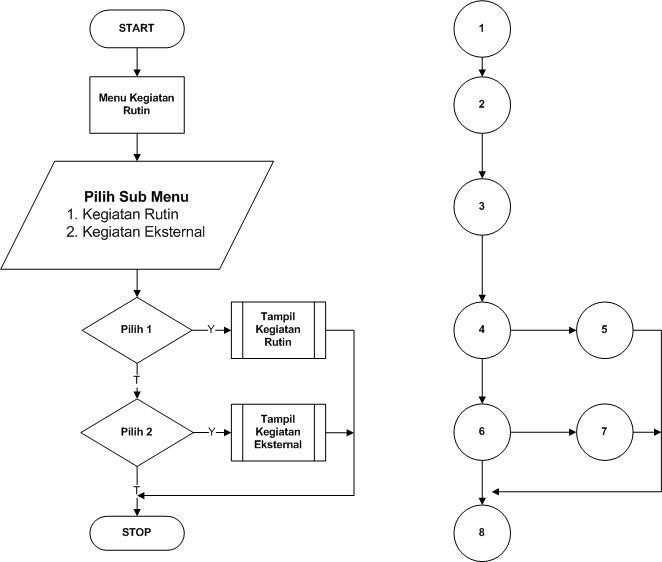 START
1
Menu Kegiatan
Rutin
2
Pilih Sub Menu
1. Kegiatan Rutin
2. Kegiatan Eksternal
3
Pilih 1
Y
Tampil
Kegiatan
Rutin
4
5
T
Pilih 2
Y
Tampil
Kegiatan
Eksternal
6
7
T
STOP
8